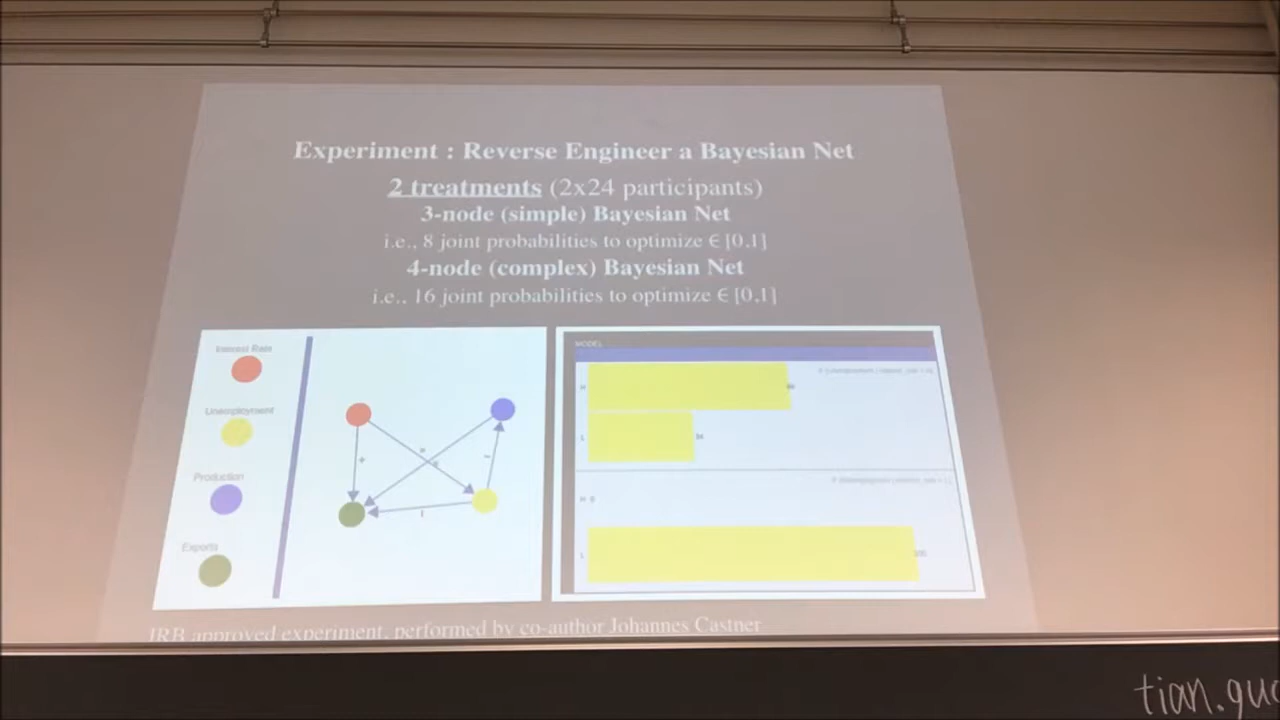 Experiment : Reverse Engineer a Bayesian Net
2 treatments (2x24 participants)
3-node (simple) Bayesian Net
i.e., 8 joint probabilities to optimize ∈ [0,1]
4-node (complex) Bayesian Net
i.e., 16 joint probabilities to optimize ∈ [0,1]
Interest Rate
Unemployment
Production
Exports
MODEL
H
L
H 0
L
IRB approved experiment, performed by co-author Johannes Castner